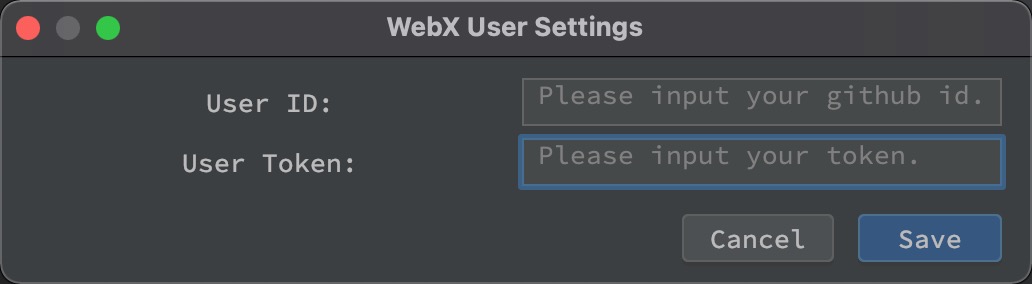 WebX User Settings
User ID: Please input your github id.
User Token: Please input your token.
Cancel Save